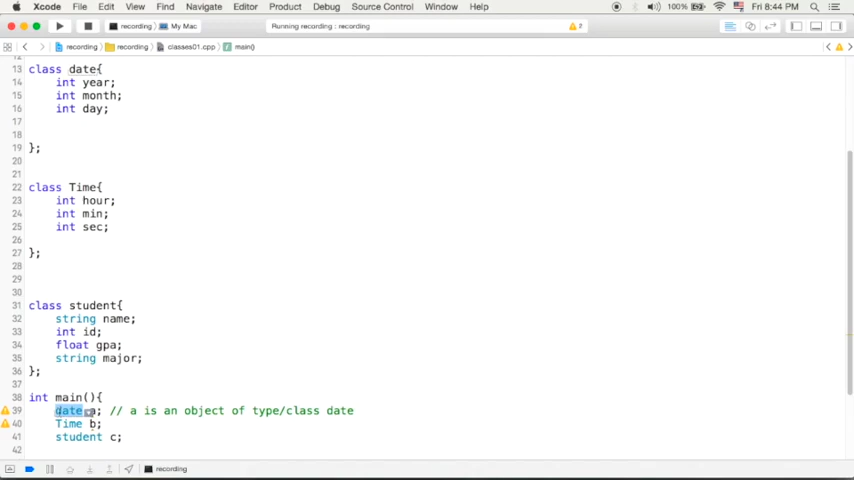 Xcode File Edit View Find Navigate Editor Product Debug Source Control Window Help 100% Fri 8:44 PM
recording My Mac Running recording : recording 2
recording recording classes01.cpp main()
12
13 class date{
14 int year;
15 int month;
16 int day;
17
18
19 };
20
21
22 class Time{
23 int hour;
24 int min;
25 int sec;
26
27 };
28
29
30
31 class student{
32 string name;
33 int id;
34 float gpa;
35 string major;
36 };
37
38 int main(){
39 date a; // a is an object of type/class date
40 Time b;
41 student c;
42
recording